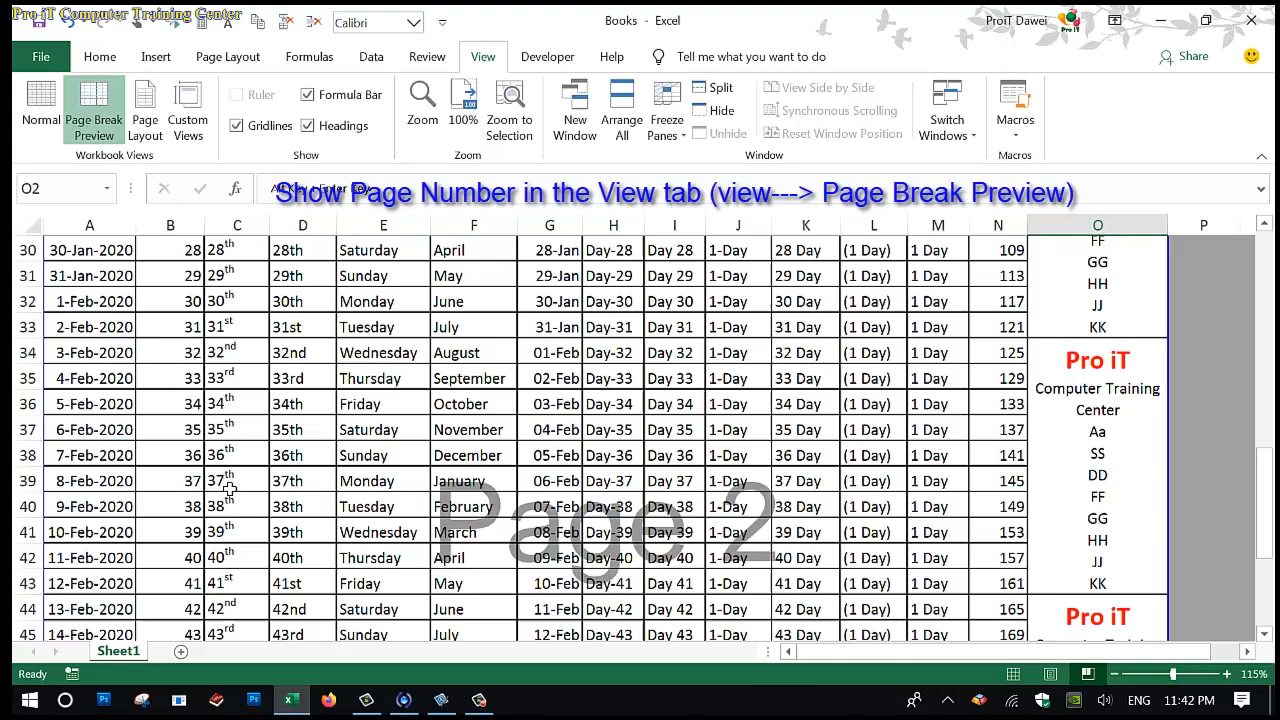 Pro iT Computer Training Center
Calibri
Books - Excel
ProiT Dawei
Pro iT
File Home Insert Page Layout Formulas Data Review View Developer Help Tell me what you want to do Share
Normal
Page Break Preview
Page Layout
Custom Views
Workbook Views
Ruler
Formula Bar
Gridlines
Headings
Show
Zoom
100%
Zoom to Selection
Zoom
New Window
Arrange All
Freeze Panes
Split
Hide
Unhide
View Side by Side
Synchronous Scrolling
Reset Window Position
Window
Switch Windows
Macros
Macros
O2
fx
Show Page Number in the View tab (view---> Page Break Preview)
A B C D E F G H I J K L M N O P
30 30-Jan-2020 28 28th 28th Saturday April 28-Jan Day-28 Day 28 1-Day 28 Day (1 Day) 1 Day 109
31 31-Jan-2020 29 29th 29th Sunday May 29-Jan Day-29 Day 29 1-Day 29 Day (1 Day) 1 Day 113
32 1-Feb-2020 30 30th 30th Monday June 30-Jan Day-30 Day 30 1-Day 30 Day (1 Day) 1 Day 117
33 2-Feb-2020 31 31st 31st Tuesday July 31-Jan Day-31 Day 31 1-Day 31 Day (1 Day) 1 Day 121
34 3-Feb-2020 32 32nd 32nd Wednesday August 01-Feb Day-32 Day 32 1-Day 32 Day (1 Day) 1 Day 125
35 4-Feb-2020 33 33rd 33rd Thursday September 02-Feb Day-33 Day 33 1-Day 33 Day (1 Day) 1 Day 129
36 5-Feb-2020 34 34th 34th Friday October 03-Feb Day-34 Day 34 1-Day 34 Day (1 Day) 1 Day 133
37 6-Feb-2020 35 35th 35th Saturday November 04-Feb Day-35 Day 35 1-Day 35 Day (1 Day) 1 Day 137
38 7-Feb-2020 36 36th 36th Sunday December 05-Feb Day-36 Day 36 1-Day 36 Day (1 Day) 1 Day 141
39 8-Feb-2020 37 37th 37th Monday January 06-Feb Day-37 Day 37 1-Day 37 Day (1 Day) 1 Day 145
40 9-Feb-2020 38 38th 38th Tuesday February 07-Feb Day-38 Day 38 1-Day 38 Day (1 Day) 1 Day 149
41 10-Feb-2020 39 39th 39th Wednesday March 08-Feb Day-39 Day 39 1-Day 39 Day (1 Day) 1 Day 153
42 11-Feb-2020 40 40th 40th Thursday April 09-Feb Day-40 Day 40 1-Day 40 Day (1 Day) 1 Day 157
43 12-Feb-2020 41 41st 41st Friday May 10-Feb Day-41 Day 41 1-Day 41 Day (1 Day) 1 Day 161
44 13-Feb-2020 42 42nd 42nd Saturday June 11-Feb Day-42 Day 42 1-Day 42 Day (1 Day) 1 Day 165
45 14-Feb-2020 43 43rd 43rd Sunday July 12-Feb Day-43 Day 43 1-Day 43 Day (1 Day) 1 Day 169
Page 2
FF
GG
HH
JJ
KK
Pro iT
Computer Training
Center
Aa
SS
DD
FF
GG
HH
JJ
KK
Pro iT
Sheet1
Ready
115%
ENG 11:42 PM